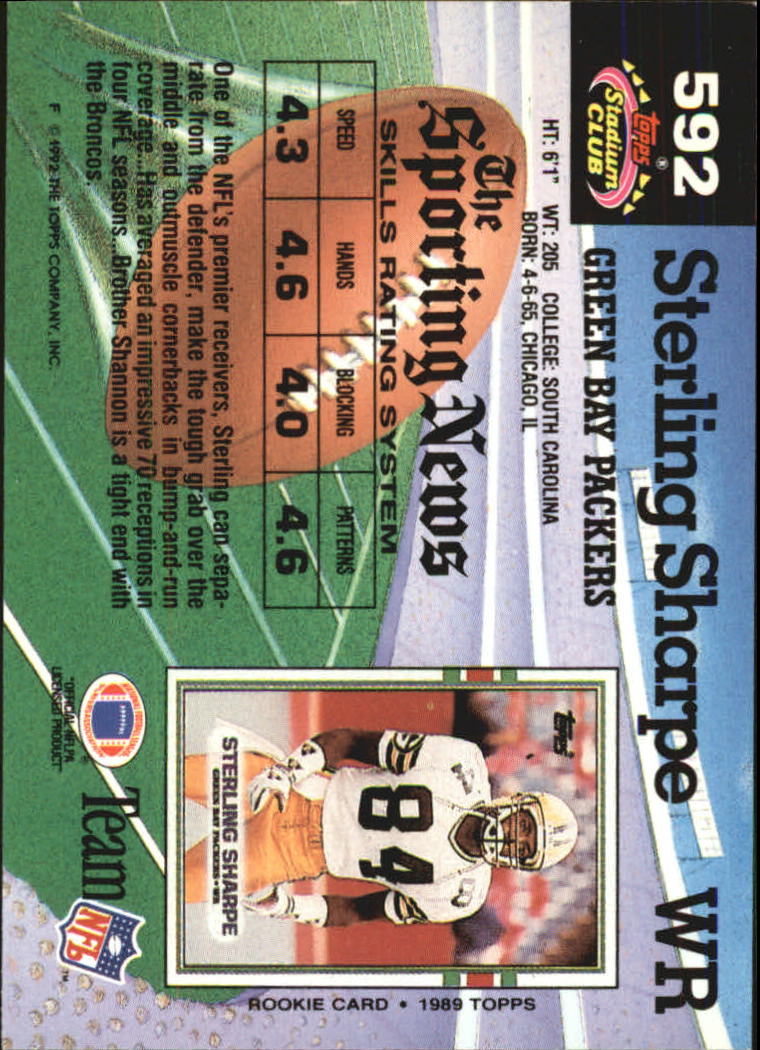 592
Topps®
Stadium
CLUB
Sterling Sharpe WR
GREEN BAY PACKERS
HT: 6'1" WT: 205 COLLEGE: SOUTH CAROLINA
BORN: 4-6-65, CHICAGO, IL
The
Sporting News
SKILLS RATING SYSTEM
SPEED HANDS BLOCKING PATTERNS
4.3 4.6 4.0 4.6
One of the NFL's premier receivers, Sterling can sepa-
rate from the defender, make the tough grab over the
middle and outmuscle cornerbacks in bump-and-run
coverage. Has averaged an impressive 70 receptions in
four NFL seasons. Brother Shannon is a tight end with
the Broncos.
F © 1992 THE TOPPS COMPANY, INC.
Topps
84
STERLING SHARPE
GREEN BAY PACKERS • WR
ROOKIE CARD • 1989 TOPPS
®
"OFFICIAL NFLPA
LICENSED PRODUCT"
Team
NFL
TM